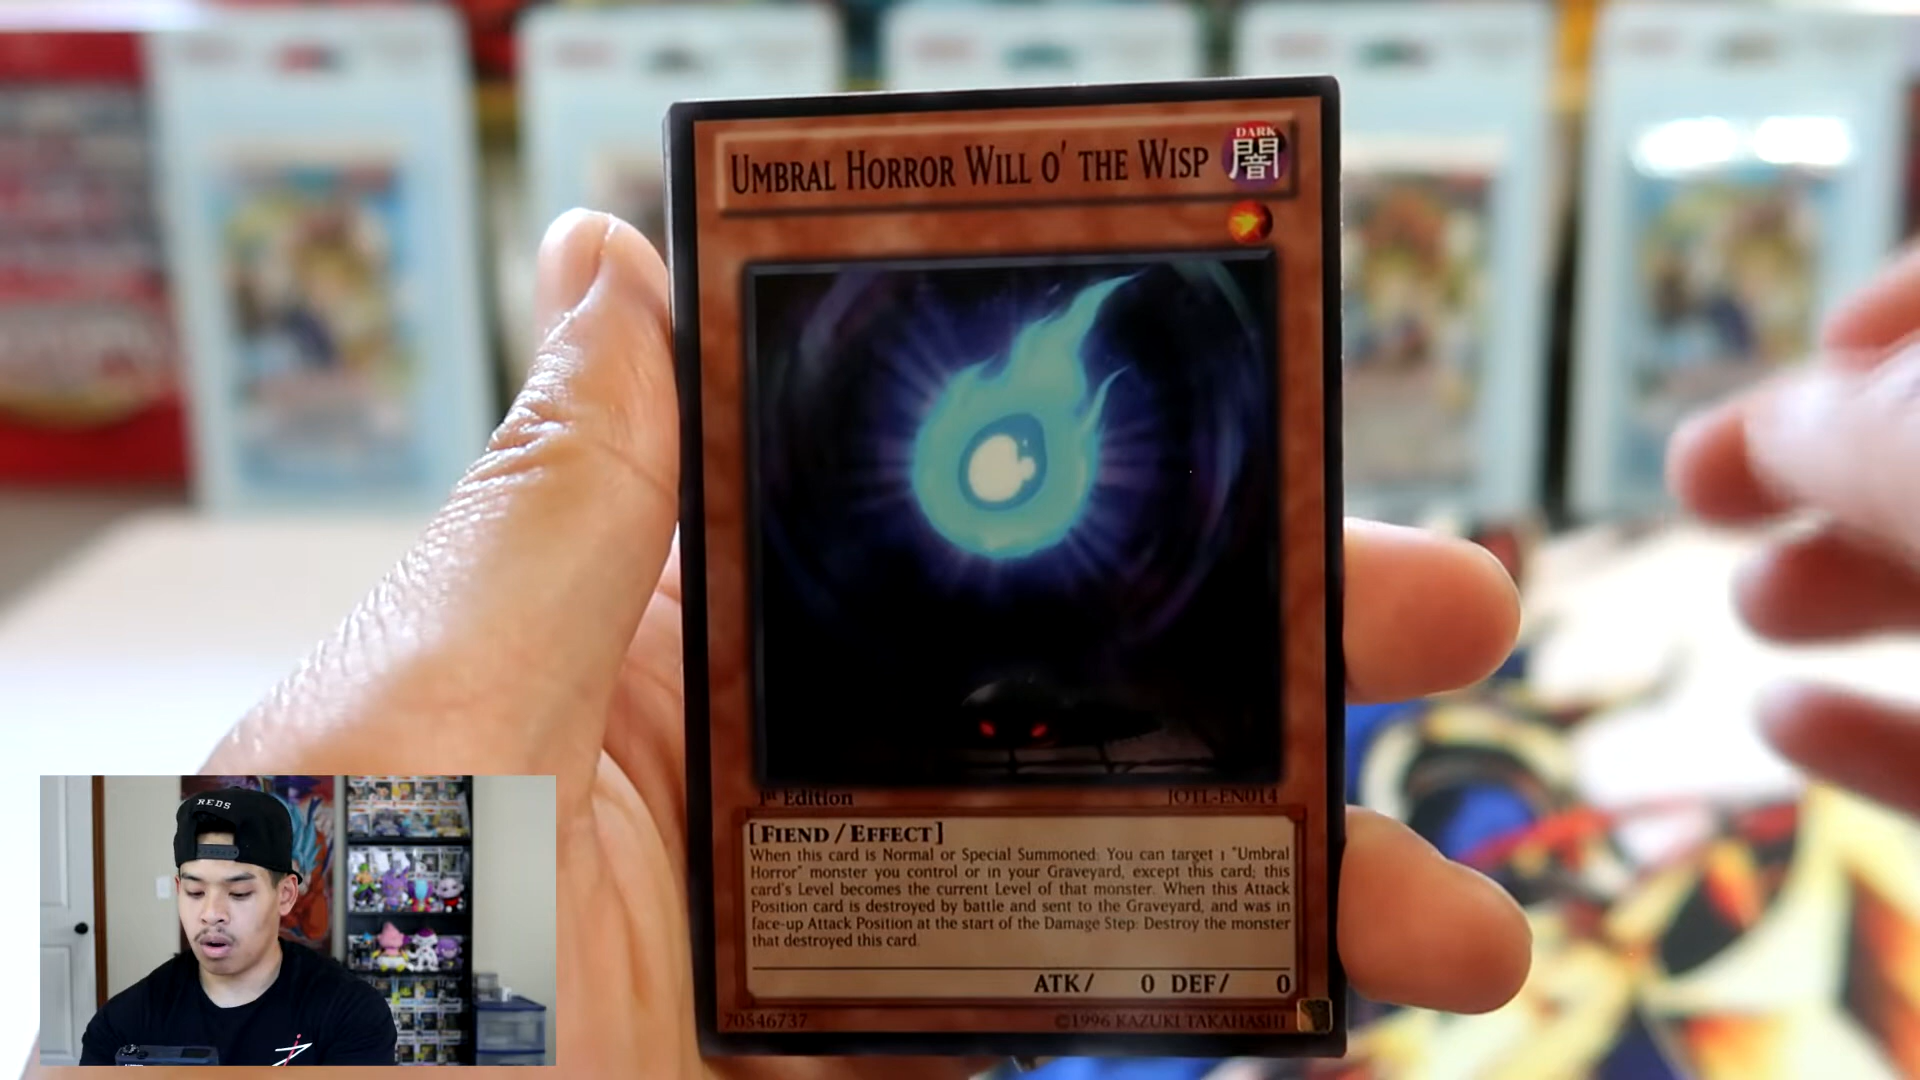 UMBRAL HORROR WILL O' THE WISP
DARK
闇
1st Edition
JOTL-EN014
[FIEND / EFFECT]
When this card is Normal or Special Summoned: You can target 1 "Umbral
Horror" monster you control or in your Graveyard, except this card; this
card's Level becomes the current Level of that monster. When this Attack
Position card is destroyed by battle and sent to the Graveyard, and was in
face-up Attack Position at the start of the Damage Step: Destroy the monster
that destroyed this card.
ATK/ 0 DEF/ 0
70546737
©1996 KAZUKI TAKAHASHI
REDS